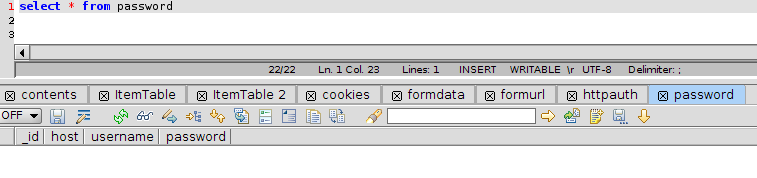 1 select * from password
2
3
22/22 Ln. 1 Col. 23 Lines: 1 INSERT WRITABLE \r UTF-8 Delimiter: ;
contents ItemTable ItemTable 2 cookies formdata formurl httpauth password
OFF
_id host username password